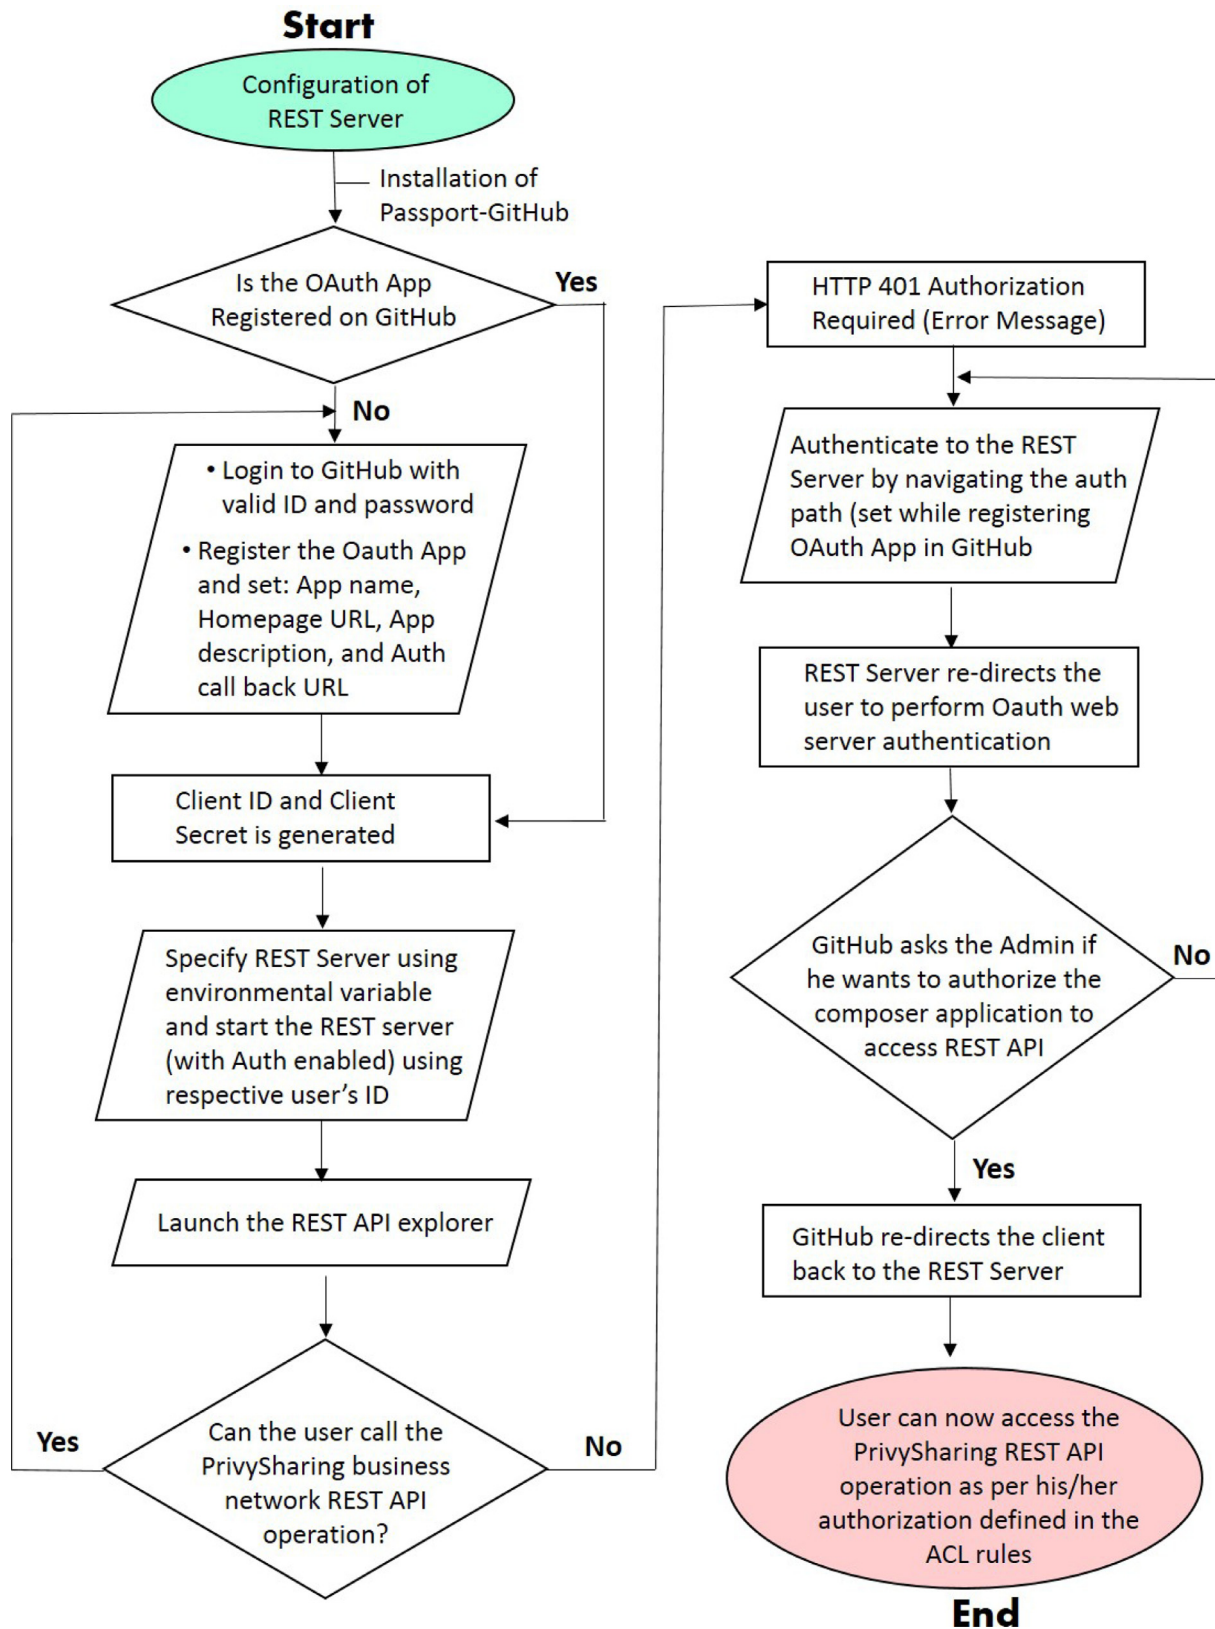 Start
Configuration of
REST Server
Installation of
Passport-GitHub
Is the OAuth App
Registered on GitHub
Yes
No
• Login to GitHub with
valid ID and password
• Register the Oauth App
and set: App name,
Homepage URL, App
description, and Auth
call back URL
Client ID and Client
Secret is generated
Specify REST Server using
environmental variable
and start the REST server
(with Auth enabled) using
respective user's ID
Launch the REST API explorer
Can the user call the
PrivySharing business
network REST API
operation?
Yes
No
HTTP 401 Authorization
Required (Error Message)
Authenticate to the REST
Server by navigating the auth
path (set while registering
OAuth App in GitHub
REST Server re-directs the
user to perform Oauth web
server authentication
GitHub asks the Admin if
he wants to authorize the
composer application to
access REST API
No
Yes
GitHub re-directs the client
back to the REST Server
User can now access the
PrivySharing REST API
operation as per his/her
authorization defined in the
ACL rules
End